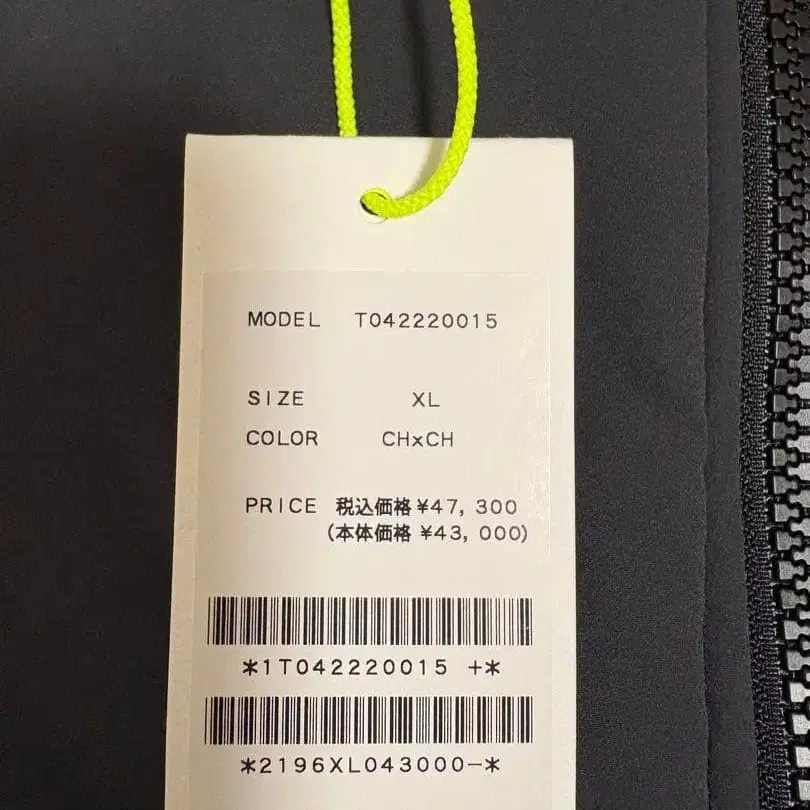 MODEL T042220015
SIZE XL
COLOR CHxCH
PRICE 税込価格 ¥47,300
(本体価格 ¥43,000)
*1T042220015 +*
*2196XL043000-*